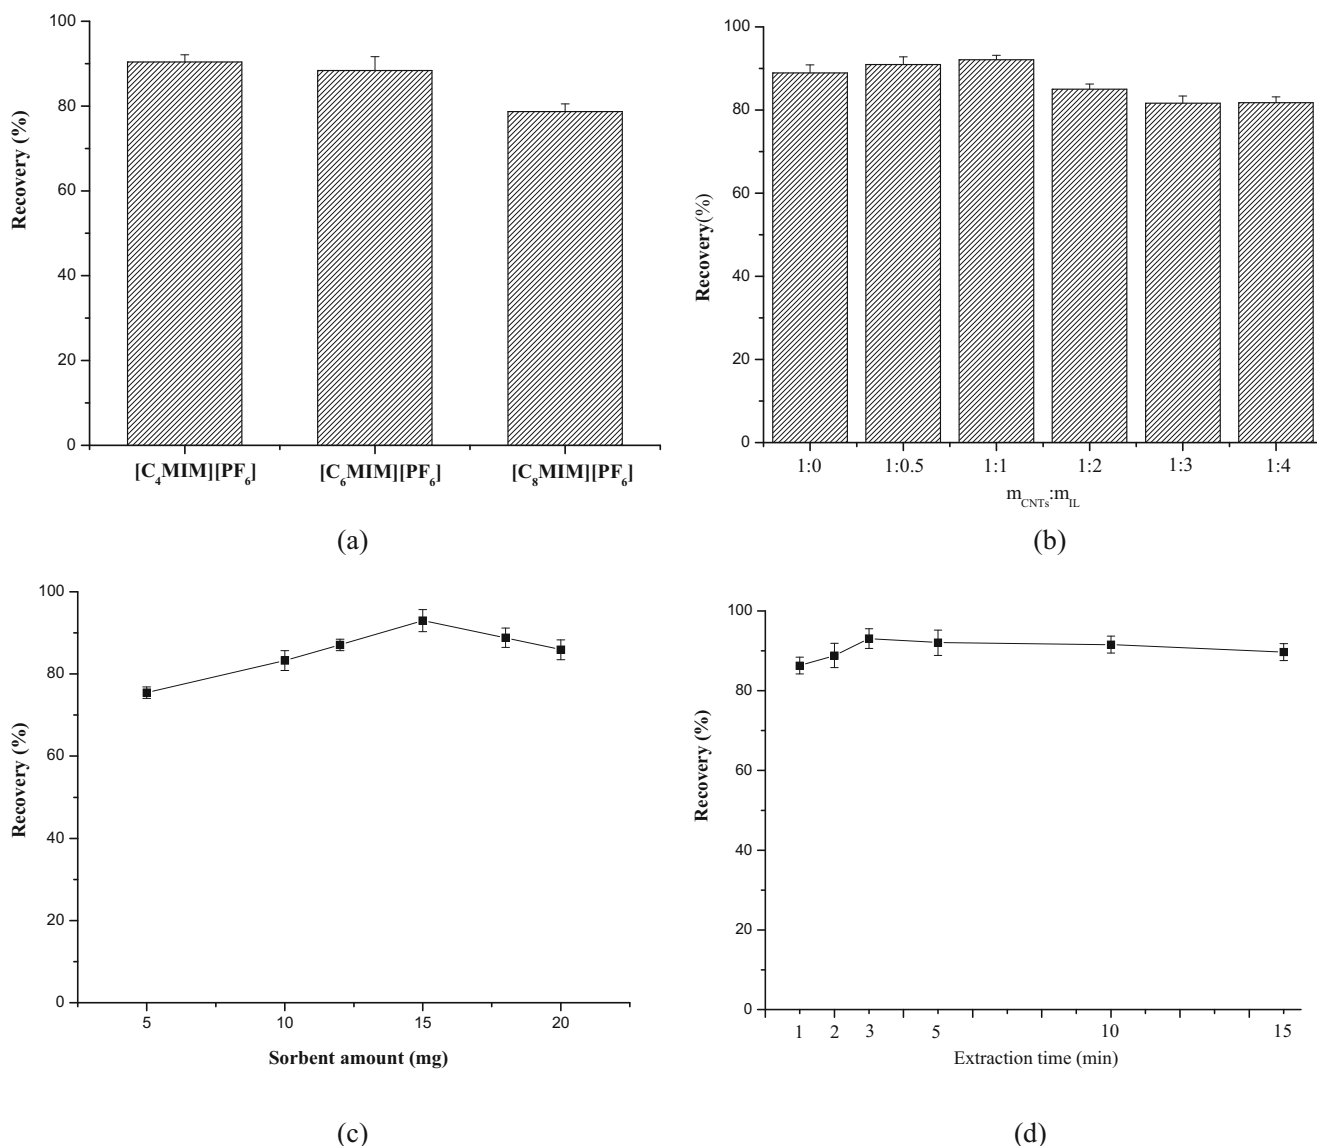 100
80
60
40
20
0
Recovery (%)
[C4MIM][PF6]
[C6MIM][PF6]
[C8MIM][PF6]
(a)
100
80
60
40
20
0
Recovery(%)
1:0
1:0.5
1:1
1:2
1:3
1:4
mCNTs:mIL
(b)
100
80
60
40
20
0
Recovery (%)
5
10
15
20
Sorbent amount (mg)
(c)
100
80
60
40
20
0
Recovery (%)
1
2
3
5
10
15
Extraction time (min)
(d)